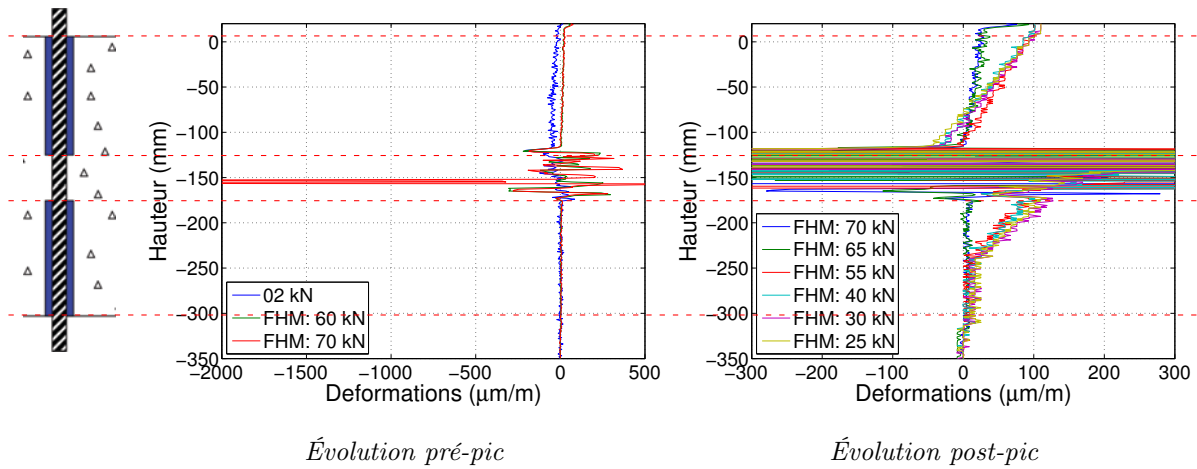 Hauteur (mm)
0
−50
−100
−150
−200
−250
−300
−350
02 kN
FHM: 60 kN
FHM: 70 kN
−2000
−1500
−1000
−500
0
500
Deformations (μm/m)
Évolution pré-pic
Hauteur (mm)
0
−50
−100
−150
−200
−250
−300
−350
FHM: 70 kN
FHM: 65 kN
FHM: 55 kN
FHM: 40 kN
FHM: 30 kN
FHM: 25 kN
−300
−200
−100
0
100
200
300
Deformations (μm/m)
Évolution post-pic